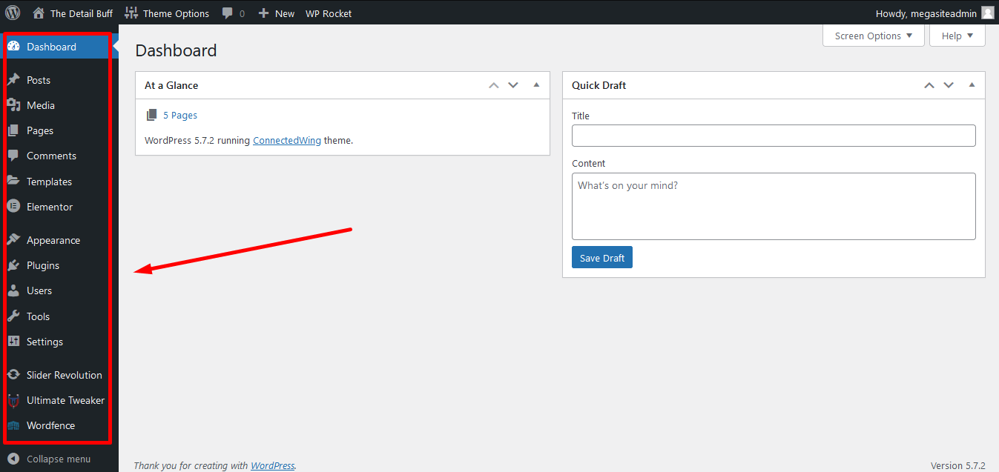 The Detail Buff Theme Options 0 New WP Rocket Howdy, megasiteadmin
Screen Options Help
Dashboard
Posts
Media
Pages
Comments
Templates
Elementor
Appearance
Plugins
Users
Tools
Settings
Slider Revolution
Ultimate Tweaker
Wordfence
Collapse menu
Dashboard
At a Glance
5 Pages
WordPress 5.7.2 running ConnectedWing theme.
Quick Draft
Title
Content
What's on your mind?
Save Draft
Thank you for creating with WordPress.
Version 5.7.2